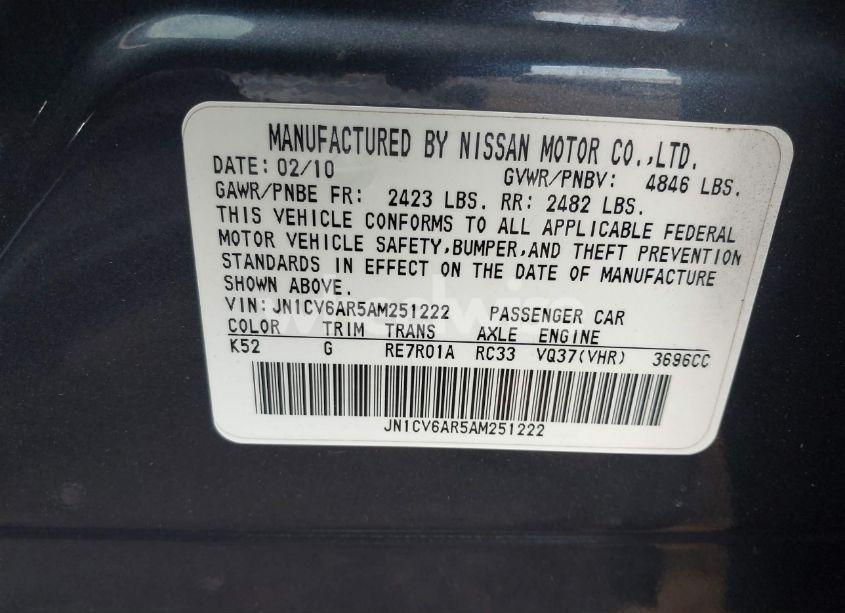 MANUFACTURED BY NISSAN MOTOR CO.,LTD.
DATE: 02/10 GVWR/PNBV: 4846 LBS.
GAWR/PNBE FR: 2423 LBS. RR: 2482 LBS.
THIS VEHICLE CONFORMS TO ALL APPLICABLE FEDERAL
MOTOR VEHICLE SAFETY,BUMPER,AND THEFT PREVENTION
STANDARDS IN EFFECT ON THE DATE OF MANUFACTURE
SHOWN ABOVE.
VIN:JN1CV6AR5AM251222 PASSENGER CAR
COLOR TRIM TRANS AXLE ENGINE
K52 G RE7R01A RC33 VQ37(VHR) 3696CC
JN1CV6AR5AM251222